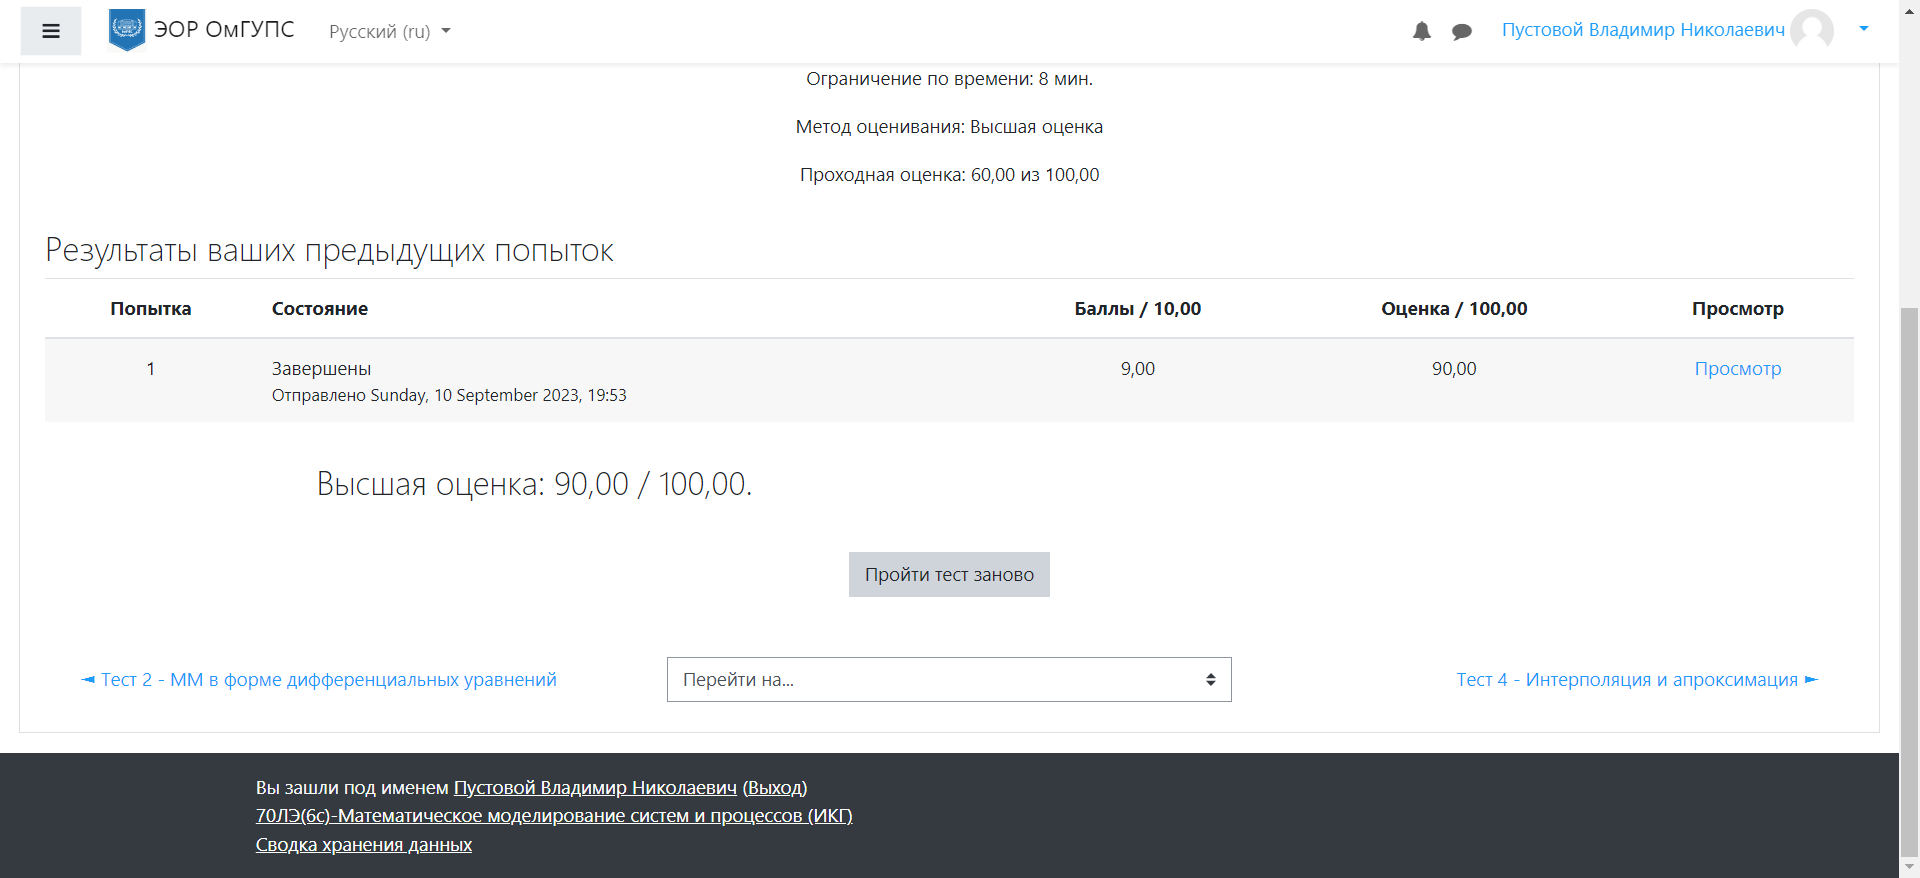 ЭОР ОмГУПС Русский (ru) Пустовой Владимир Николаевич
Ограничение по времени: 8 мин.
Метод оценивания: Высшая оценка
Проходная оценка: 60,00 из 100,00
Результаты ваших предыдущих попыток
Попытка Состояние Баллы / 10,00 Оценка / 100,00 Просмотр
1 Завершены 9,00 90,00 Просмотр
Отправлено Sunday, 10 September 2023, 19:53
Высшая оценка: 90,00 / 100,00.
Пройти тест заново
◄ Тест 2 - ММ в форме дифференциальных уравнений Перейти на... Тест 4 - Интерполяция и апроксимация ►
Вы зашли под именем Пустовой Владимир Николаевич (Выход)
70ЛЭ(6с)-Математическое моделирование систем и процессов (ИКГ)
Сводка хранения данных